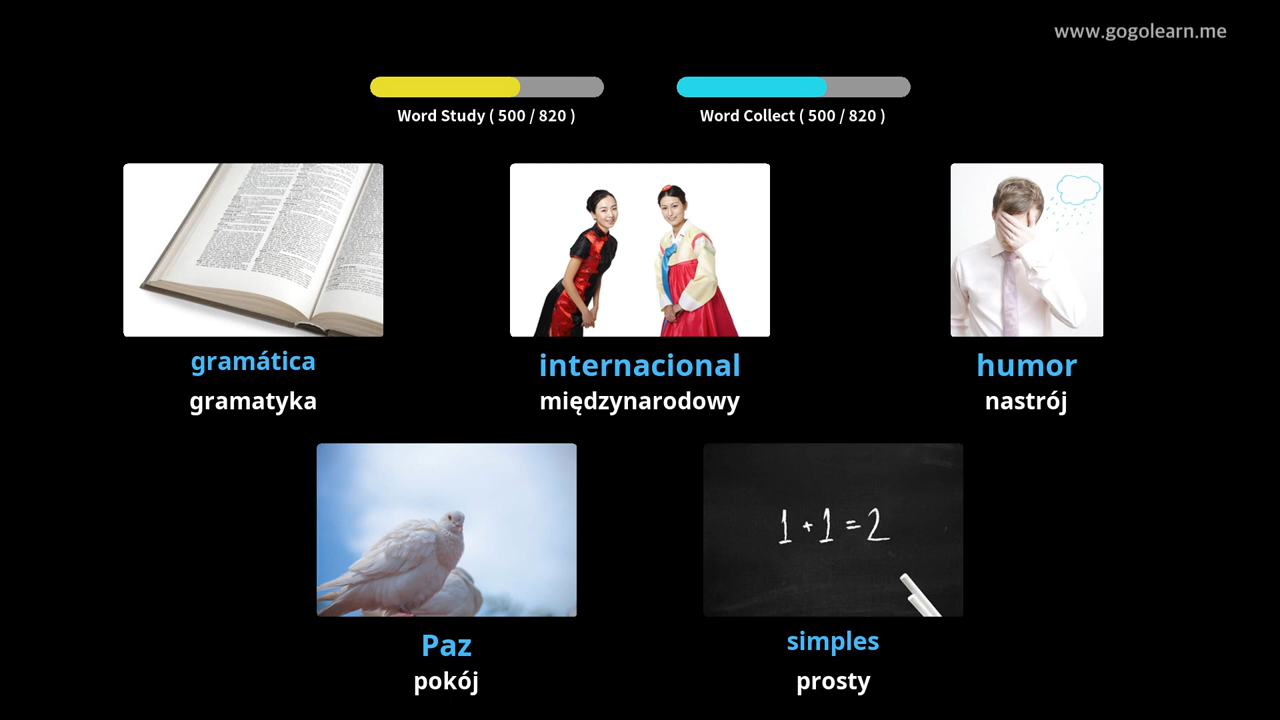 www.gogolearn.me
Word Study ( 500 / 820 )
Word Collect ( 500 / 820 )
gramática
gramatyka
internacional
międzynarodowy
humor
nastrój
1 + 1 = 2
Paz
pokój
simples
prosty